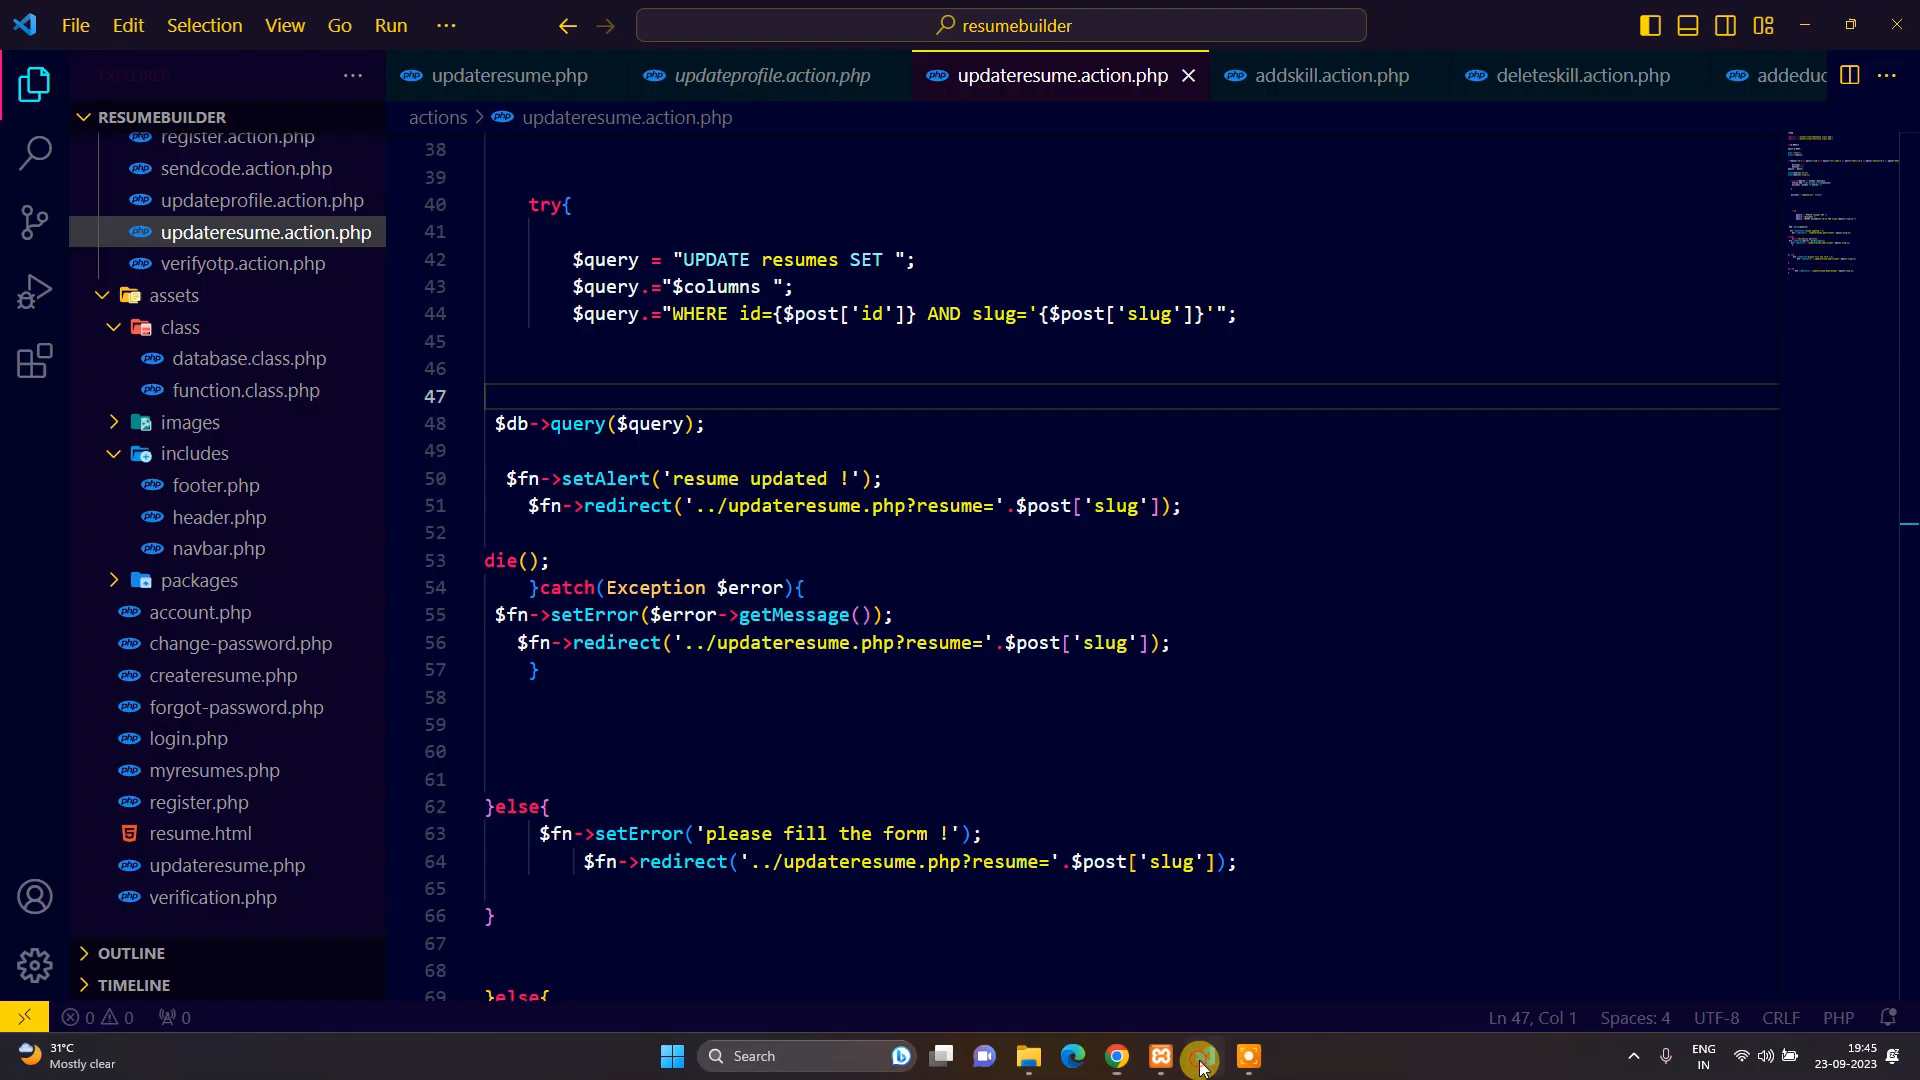 File Edit Selection View Go Run ··· resumebuilder
EXPLORER ···
updateresume.php updateprofile.action.php updateresume.action.php addskill.action.php deleteskill.action.php addeduc ···
RESUMEBUILDER
actions > updateresume.action.php
register.action.php
sendcode.action.php
updateprofile.action.php
updateresume.action.php
verifyotp.action.php
assets
class
database.class.php
function.class.php
images
includes
footer.php
header.php
navbar.php
packages
account.php
change-password.php
createresume.php
forgot-password.php
login.php
myresumes.php
register.php
resume.html
updateresume.php
verification.php
OUTLINE
TIMELINE
38
39
40 try{
41
42 $query = "UPDATE resumes SET ";
43 $query.="$columns ";
44 $query.="WHERE id={$post['id']} AND slug='{$post['slug']}'";
45
46
47
48 $db->query($query);
49
50 $fn->setAlert('resume updated !');
51 $fn->redirect('../updateresume.php?resume='.$post['slug']);
52
53 die();
54 }catch(Exception $error){
55 $fn->setError($error->getMessage());
56 $fn->redirect('../updateresume.php?resume='.$post['slug']);
57 }
58
59
60
61
62 }else{
63 $fn->setError('please fill the form !');
64 $fn->redirect('../updateresume.php?resume='.$post['slug']);
65
66 }
67
68
69 }else{
0 0 0 Ln 47, Col 1 Spaces: 4 UTF-8 CRLF PHP
31°C
Mostly clear
Search
ENG
IN
19:45
23-09-2023